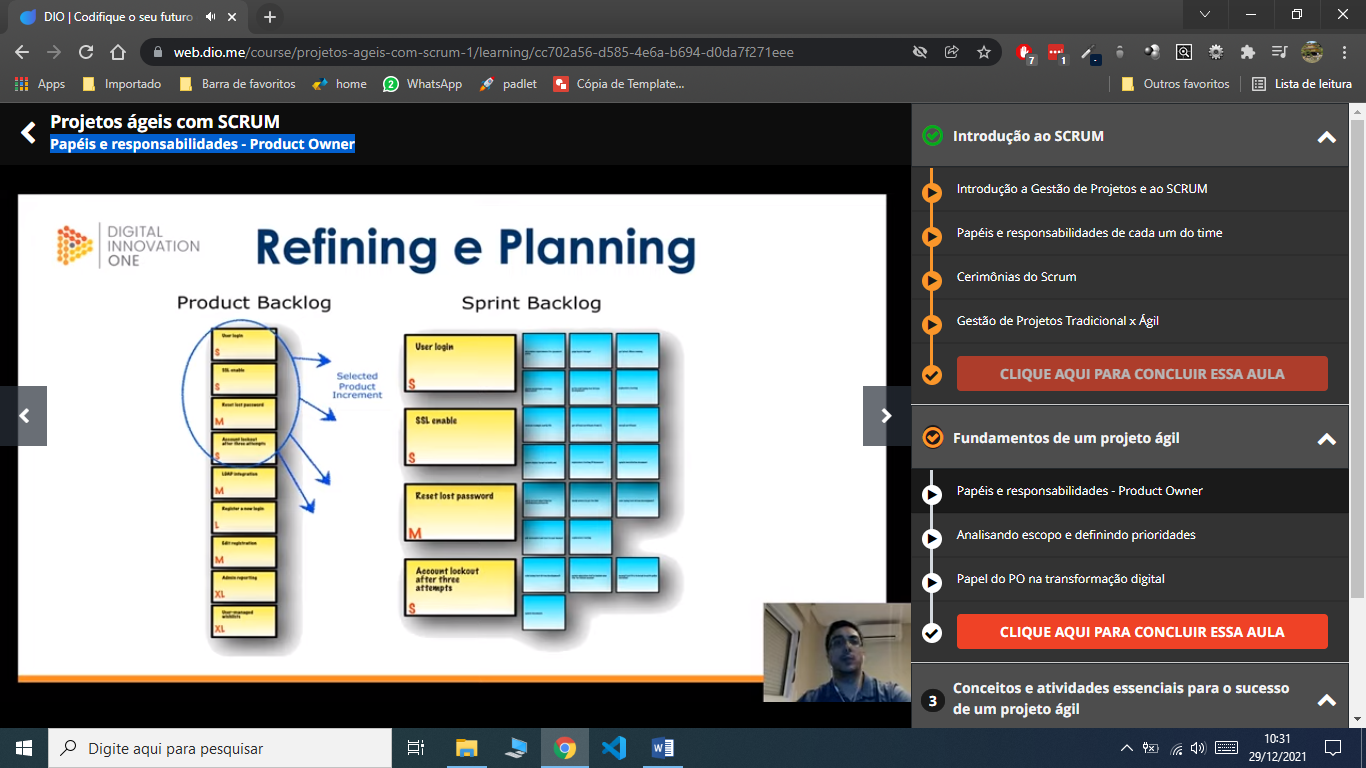 DIO | Codifique o seu futuro
web.dio.me/course/projetos-ageis-com-scrum-1/learning/cc702a56-d585-4e6a-b694-d0da7f271eee
7
1
Apps
Importado
Barra de favoritos
home
2
WhatsApp
padlet
Cópia de Template...
Outros favoritos
Lista de leitura
Projetos ágeis com SCRUM
Papéis e responsabilidades - Product Owner
DIGITAL
INNOVATION
ONE
Refining e Planning
Product Backlog
User login
S
SSL enable
S
Reset lost password
M
Account lockout
after three attempts
S
LDAP integration
M
Register a new login
L
Edit registration
M
Admin reporting
XL
User-managed
XL
Selected
Product
Increment
Sprint Backlog
User login
S
SSL enable
S
Reset lost password
M
Account lockout
after three
attempts
S
Introdução ao SCRUM
Introdução a Gestão de Projetos e ao SCRUM
Papéis e responsabilidades de cada um do time
Cerimônias do Scrum
Gestão de Projetos Tradicional x Ágil
CLIQUE AQUI PARA CONCLUIR ESSA AULA
Fundamentos de um projeto ágil
Papéis e responsabilidades - Product Owner
Analisando escopo e definindo prioridades
Papel do PO na transformação digital
CLIQUE AQUI PARA CONCLUIR ESSA AULA
3
Conceitos e atividades essenciais para o sucesso
de um projeto ágil
Digite aqui para pesquisar
10:31
29/12/2021